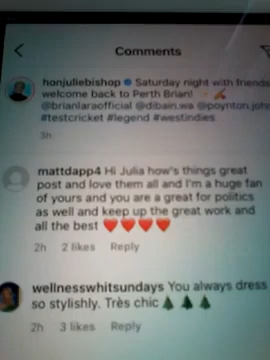 Comments
honjuliebishop Saturday night with friends
welcome back to Perth Brian!
@brianlaraofficial @dibain.wa @poynton.john
#testcricket #legend #westindies
3h
mattdapp4 Hi Julia how's things great
post and love them all and I'm a huge fan
of yours and you are a great for politics
as well and keep up the great work and
all the best ❤️❤️❤️❤️
2h 2 likes Reply
wellnesswhitsundays You always dress
so stylishly. Très chic 🌲 🌲 🌲
2h 3 likes Reply